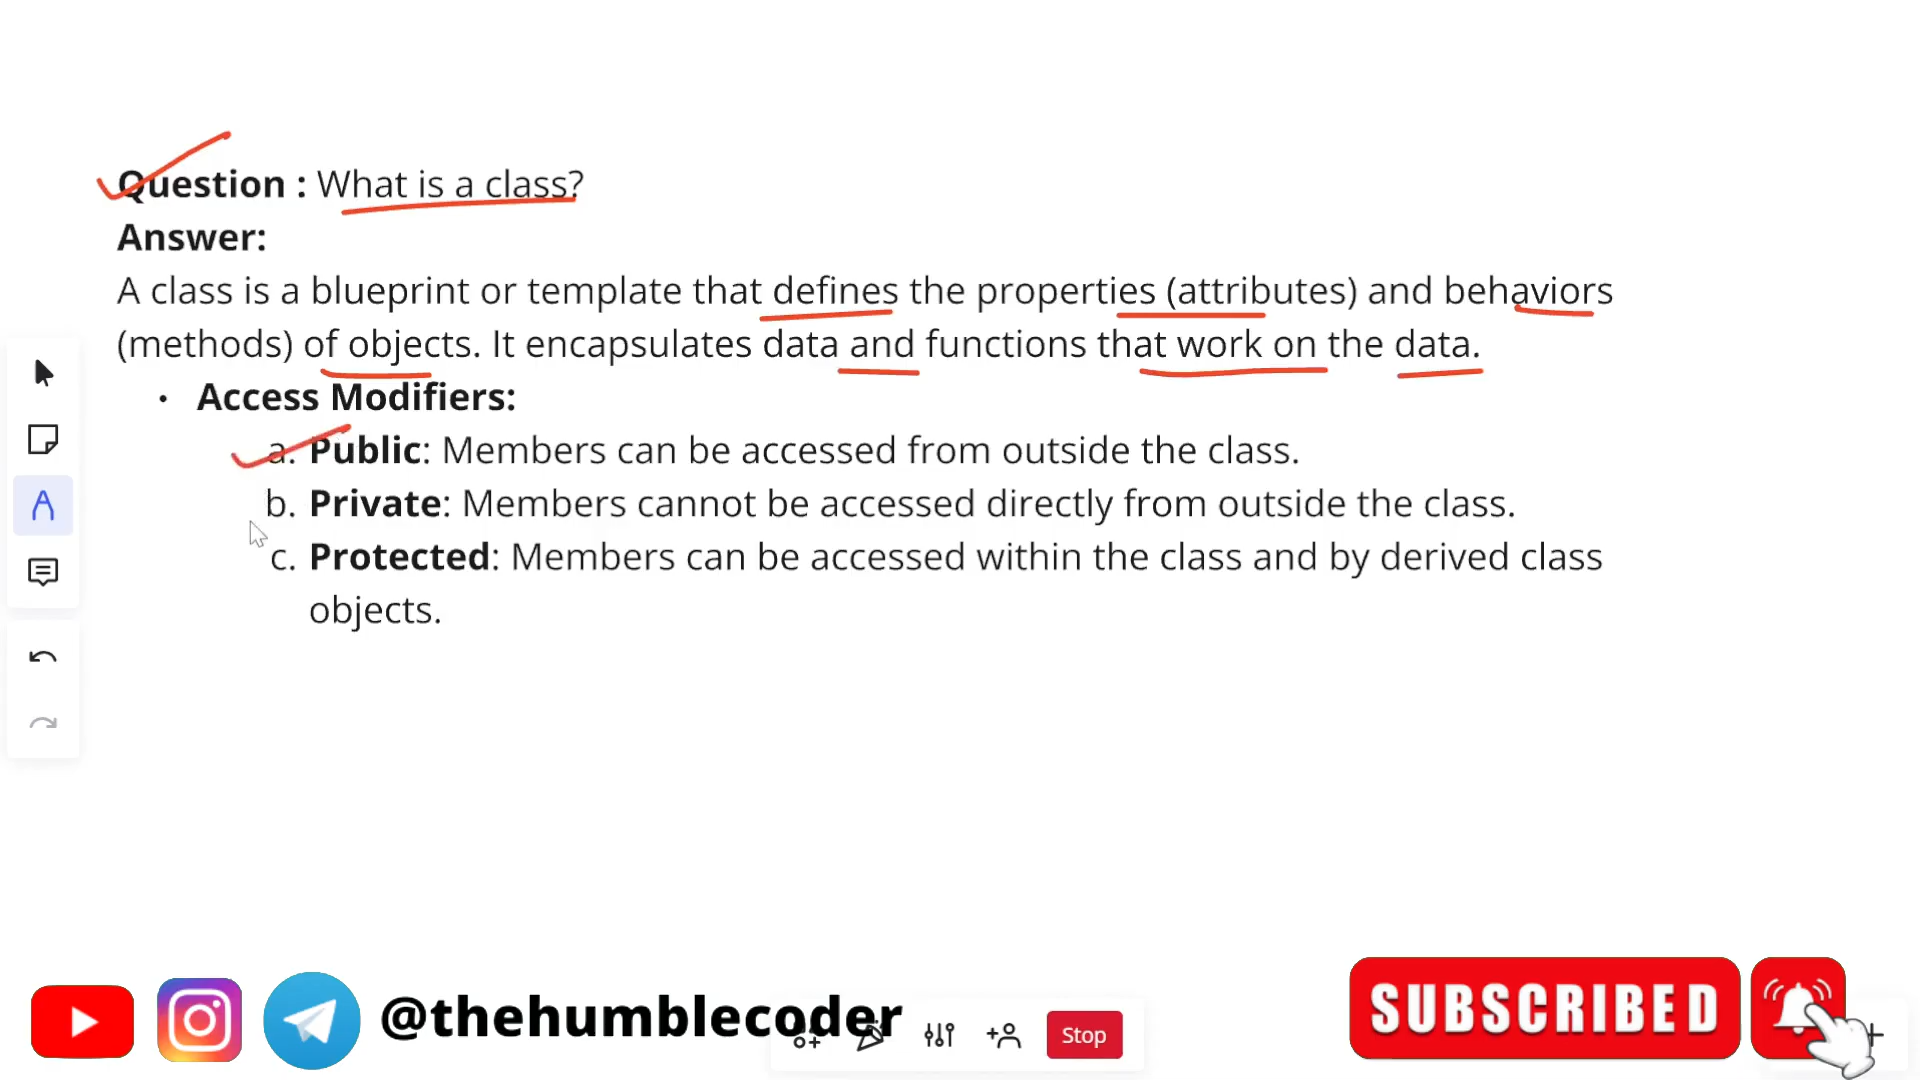 Question : What is a class?
Answer:
A class is a blueprint or template that defines the properties (attributes) and behaviors
(methods) of objects. It encapsulates data and functions that work on the data.
• Access Modifiers:
a. Public: Members can be accessed from outside the class.
b. Private: Members cannot be accessed directly from outside the class.
c. Protected: Members can be accessed within the class and by derived class
objects.
@thehumblecoder
Stop
SUBSCRIBED